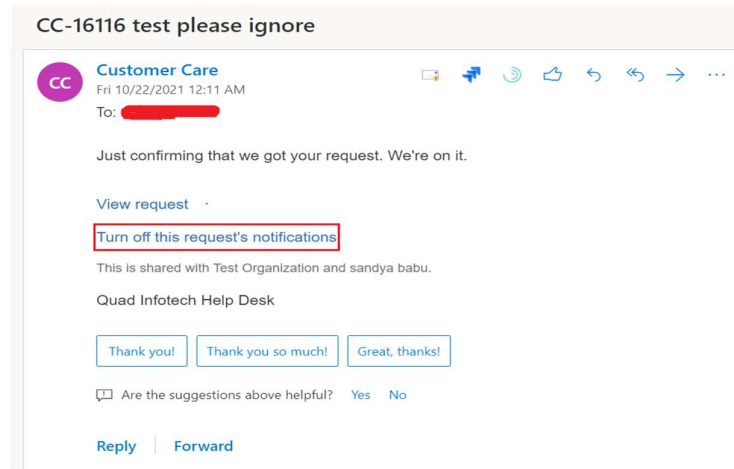 CC-16116 test please ignore
CC
Customer Care
Fri 10/22/2021 12:11 AM
To:
Just confirming that we got your request. We're on it.
View request ·
Turn off this request's notifications
This is shared with Test Organization and sandya babu.
Quad Infotech Help Desk
Thank you! Thank you so much! Great, thanks!
Are the suggestions above helpful? Yes No
Reply Forward